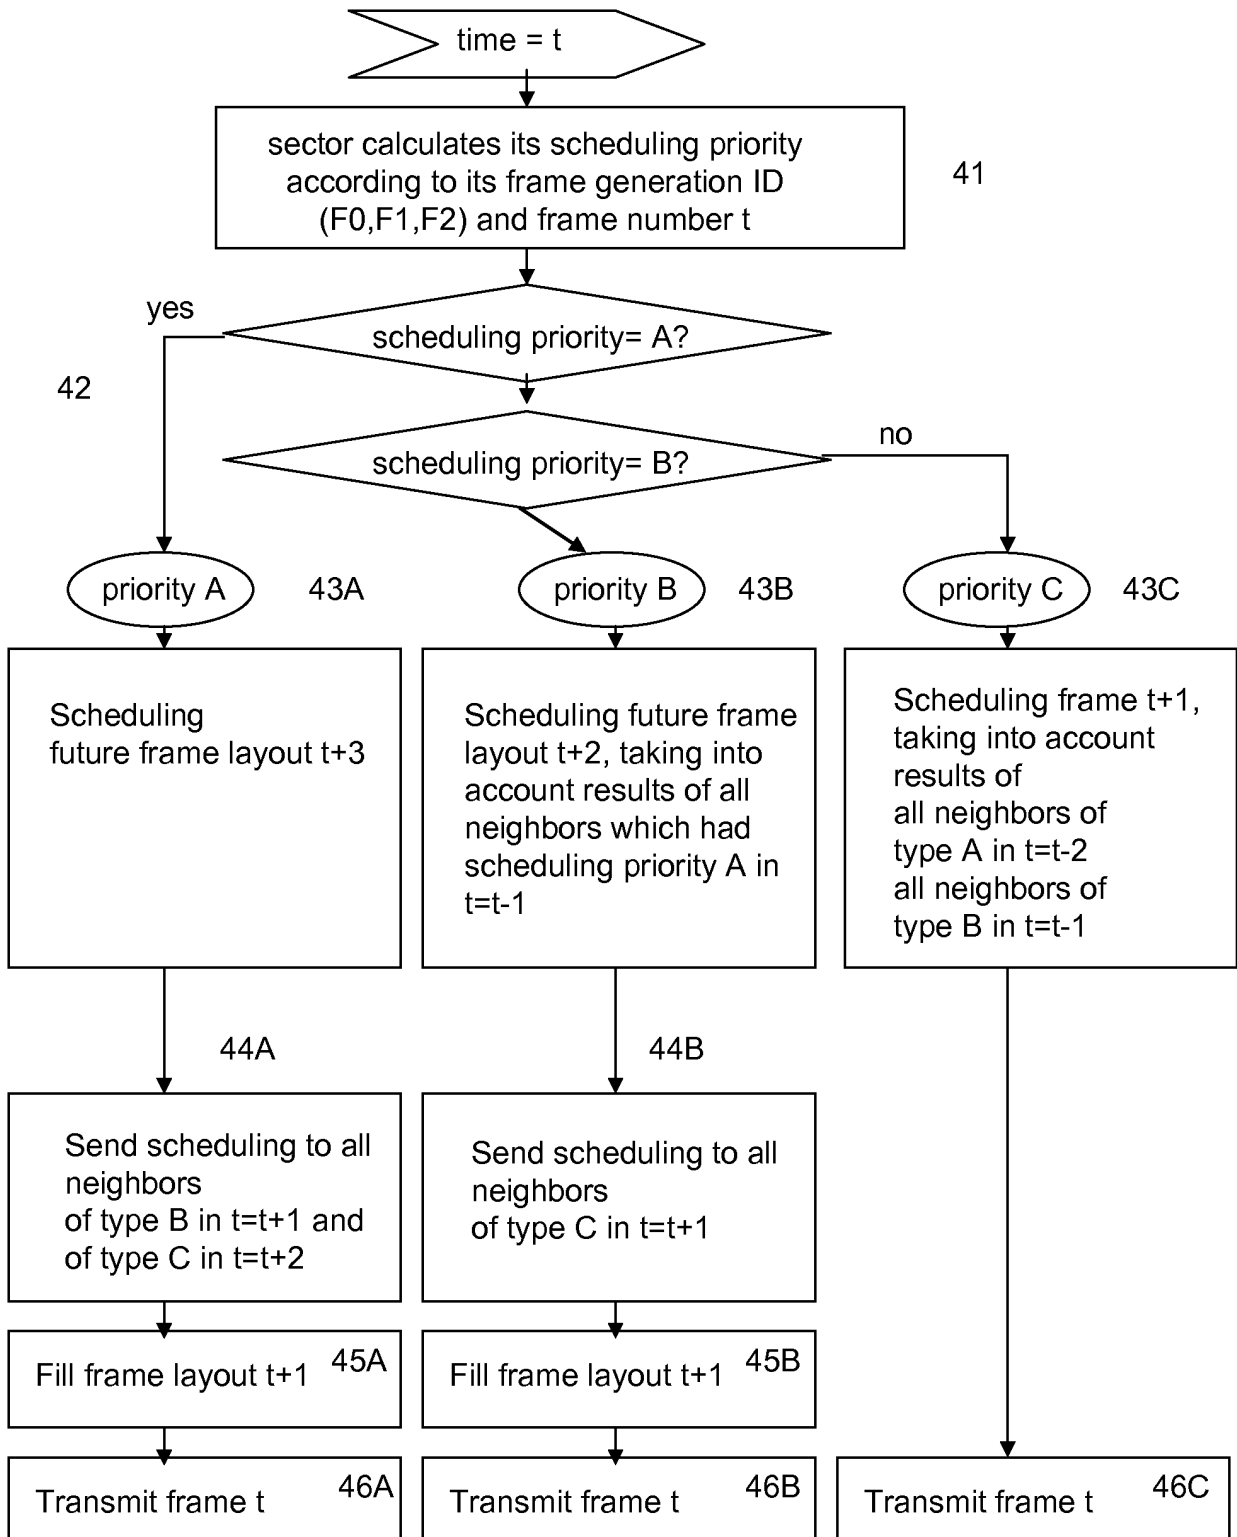 time = t
sector calculates its scheduling priority
according to its frame generation ID
(F0,F1,F2) and frame number t
41
yes
scheduling priority= A?
42
no
scheduling priority= B?
priority A
43A
priority B
43B
priority C
43C
Scheduling
future frame layout t+3
Scheduling future frame
layout t+2, taking into
account results of all
neighbors which had
scheduling priority A in
t=t-1
Scheduling frame t+1,
taking into account
results of
all neighbors of
type A in t=t-2
all neighbors of
type B in t=t-1
44A
44B
Send scheduling to all
neighbors
of type B in t=t+1 and
of type C in t=t+2
Send scheduling to all
neighbors
of type C in t=t+1
Fill frame layout t+1
45A
Fill frame layout t+1
45B
Transmit frame t
46A
Transmit frame t
46B
Transmit frame t
46C